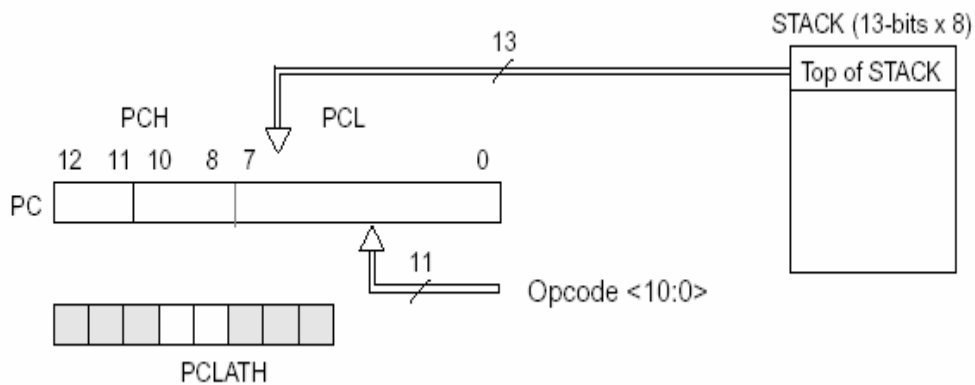 STACK (13-bits x 8)
13
Top of STACK
PCH PCL
12 11 10 8 7 0
PC
11
Opcode <10:0>
PCLATH